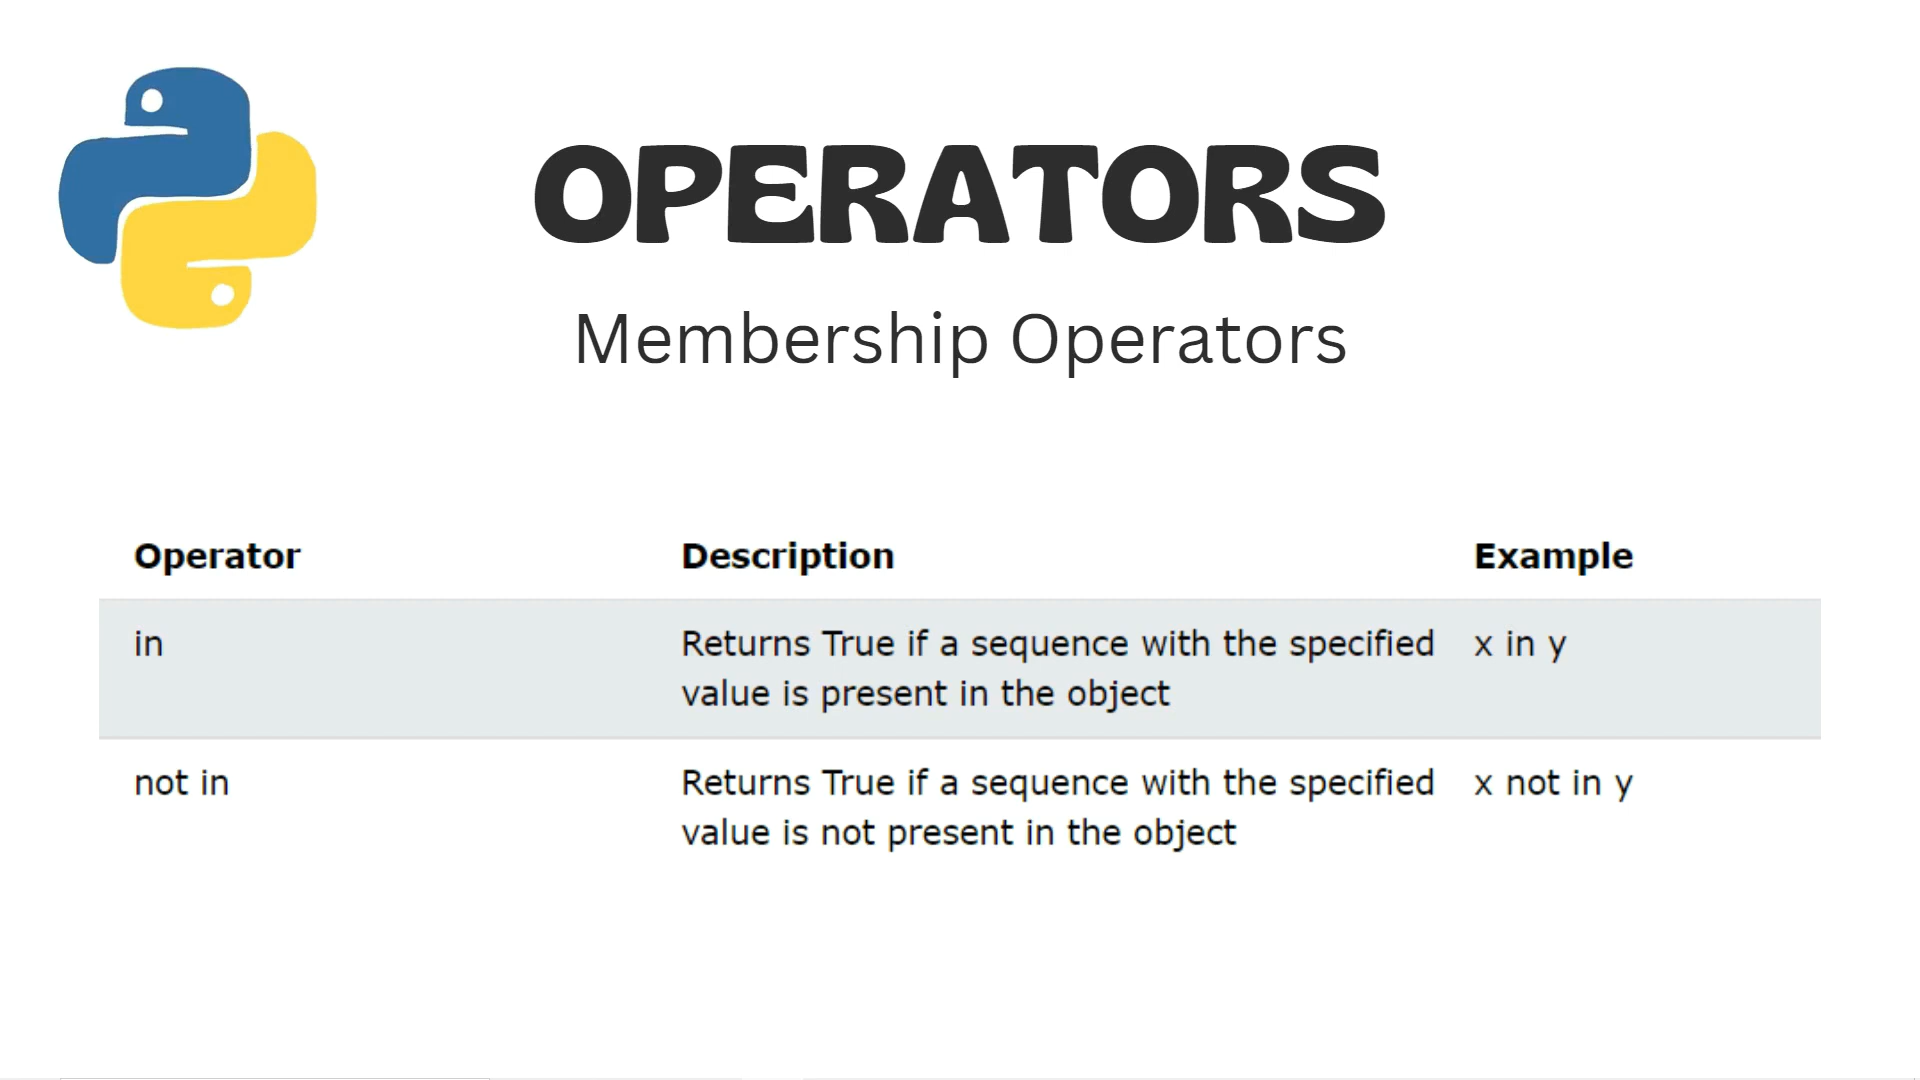 OPERATORS
Membership Operators
Operator Description Example
in Returns True if a sequence with the specified x in y
value is present in the object
not in Returns True if a sequence with the specified x not in y
value is not present in the object